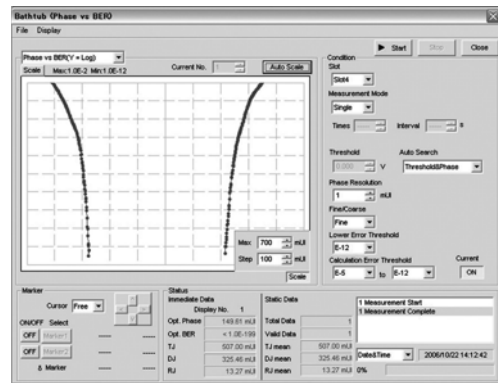 Bathtub (Phase vs BER)
File Display
Start Stop Close
Phase vs BER(Y = Log)
Current No. 1
Auto Scale
Scale Max:1.0E-2 Min:1.0E-12
Max 700 mUI
Step 100 mUI
Scale
Condition
Slot
Slot4
Measurement Mode
Single
Times Interval s
Threshold Auto Search
0.000 V Threshold&Phase
Phase Resolution
1 mUI
Fine/Coarse
Fine
Lower Error Threshold
E-12
Calculation Error Threshold Current
E-5 to E-12 ON
Marker
Cursor Free
ON/OFF Select
OFF Marker1 ---- ----
OFF Marker2 ---- ----
δ Marker ---- ----
Status
Immediate Data
Display No. 1
Opt. Phase 149.61 mUI
Opt. BER < 1.0E-199
TJ 507.00 mUI
DJ 325.46 mUI
RJ 13.27 mUI
Static Data
Total Data 1
Valid Data 1
TJ mean 507.00 mUI
DJ mean 325.46 mUI
RJ mean 13.27 mUI
1 Measurement Start
1 Measurement Complete
Date&Time 2006/10/22 14:12:42
0%